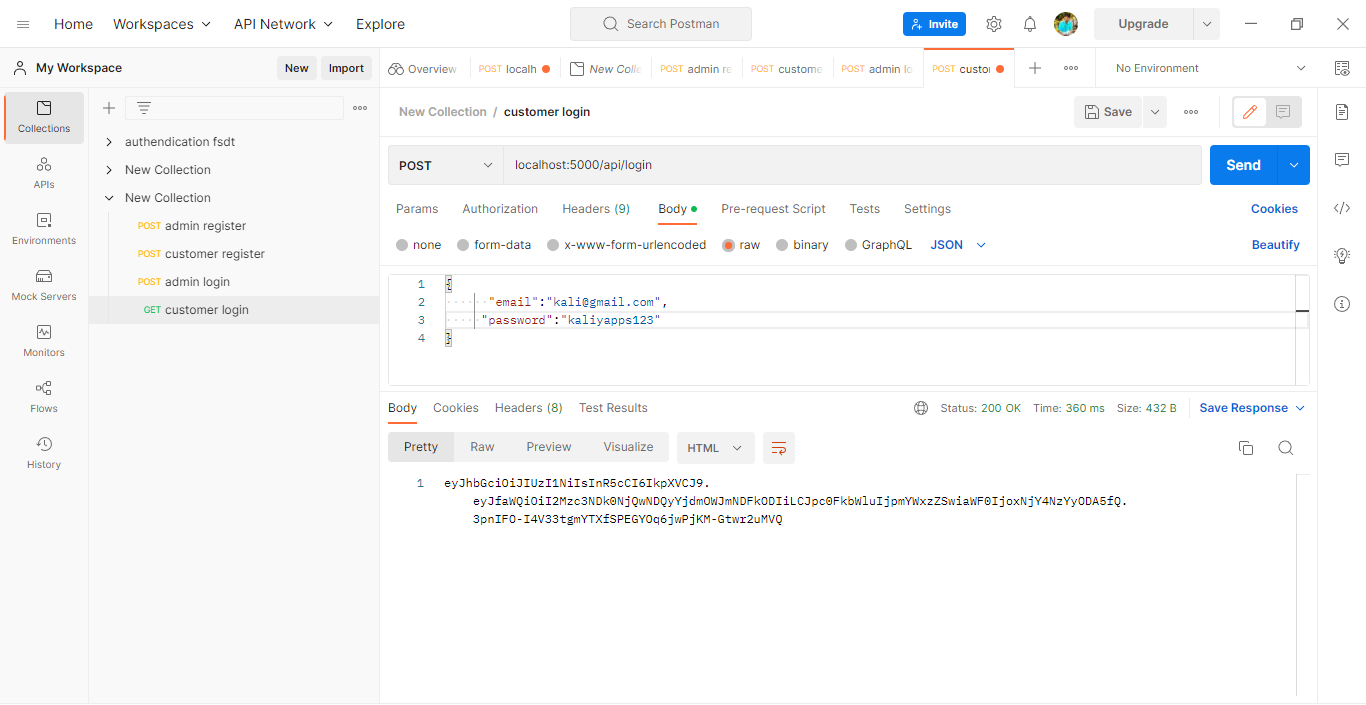 Home Workspaces API Network Explore Search Postman Invite Upgrade
My Workspace New Import Overview POST localh New Colle POST admin re POST custome POST admin lo POST custor No Environment
New Collection / customer login Save
Collections
APIs
Environments
Mock Servers
Monitors
Flows
History
authendication fsdt
New Collection
New Collection
POST admin register
POST customer register
POST admin login
GET customer login
POST localhost:5000/api/login Send
Params Authorization Headers (9) Body Pre-request Script Tests Settings Cookies
none form-data x-www-form-urlencoded raw binary GraphQL JSON Beautify
1 {
2 "email":"kali@gmail.com",
3 "password":"kaliyapps123"
4 }
Body Cookies Headers (8) Test Results Status: 200 OK Time: 360 ms Size: 432 B Save Response
Pretty Raw Preview Visualize HTML
1 eyJhbGciOiJIUzI1NiIsInR5cCI6IkpXVCJ9.
eyJfaWQiOiI2Mzc3NDk0NjQwNDQyYjdmOWJmNDFkODIiLCJpc0FkbWluIjpmYWxzZSwiaWF0IjoxNjY4NzYyODA5fQ.
3pnIFO-I4V33tgmYTXfSPEGYOq6jwPjKM-Gtwr2uMVQ